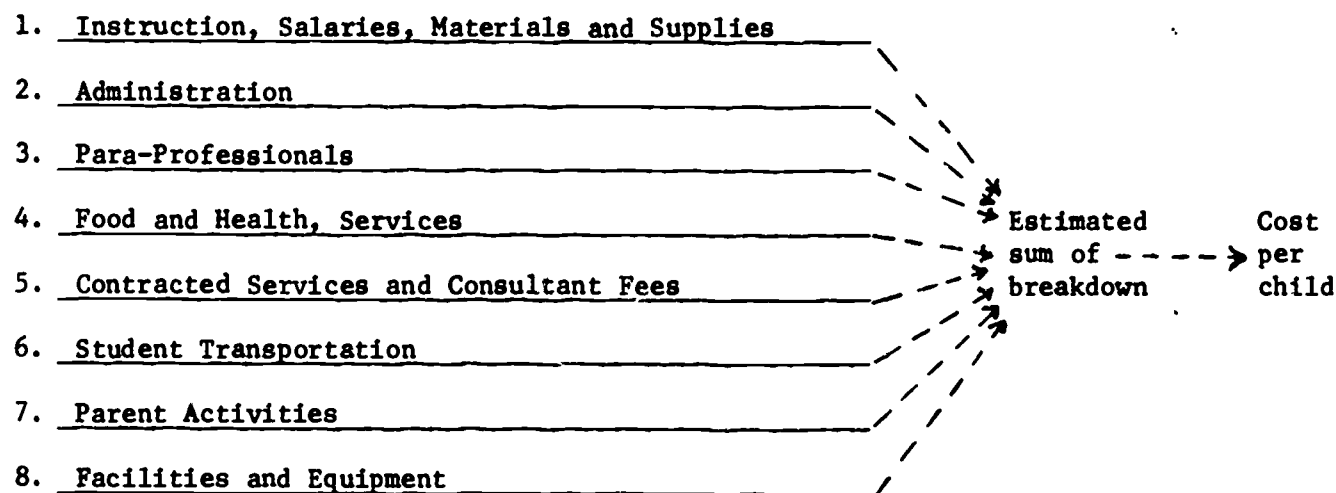 1. Instruction, Salaries, Materials and Supplies
2. Administration
3. Para-Professionals
4. Food and Health, Services
5. Contracted Services and Consultant Fees
6. Student Transportation
7. Parent Activities
8. Facilities and Equipment
Estimated
sum of
breakdown
Cost
per
child